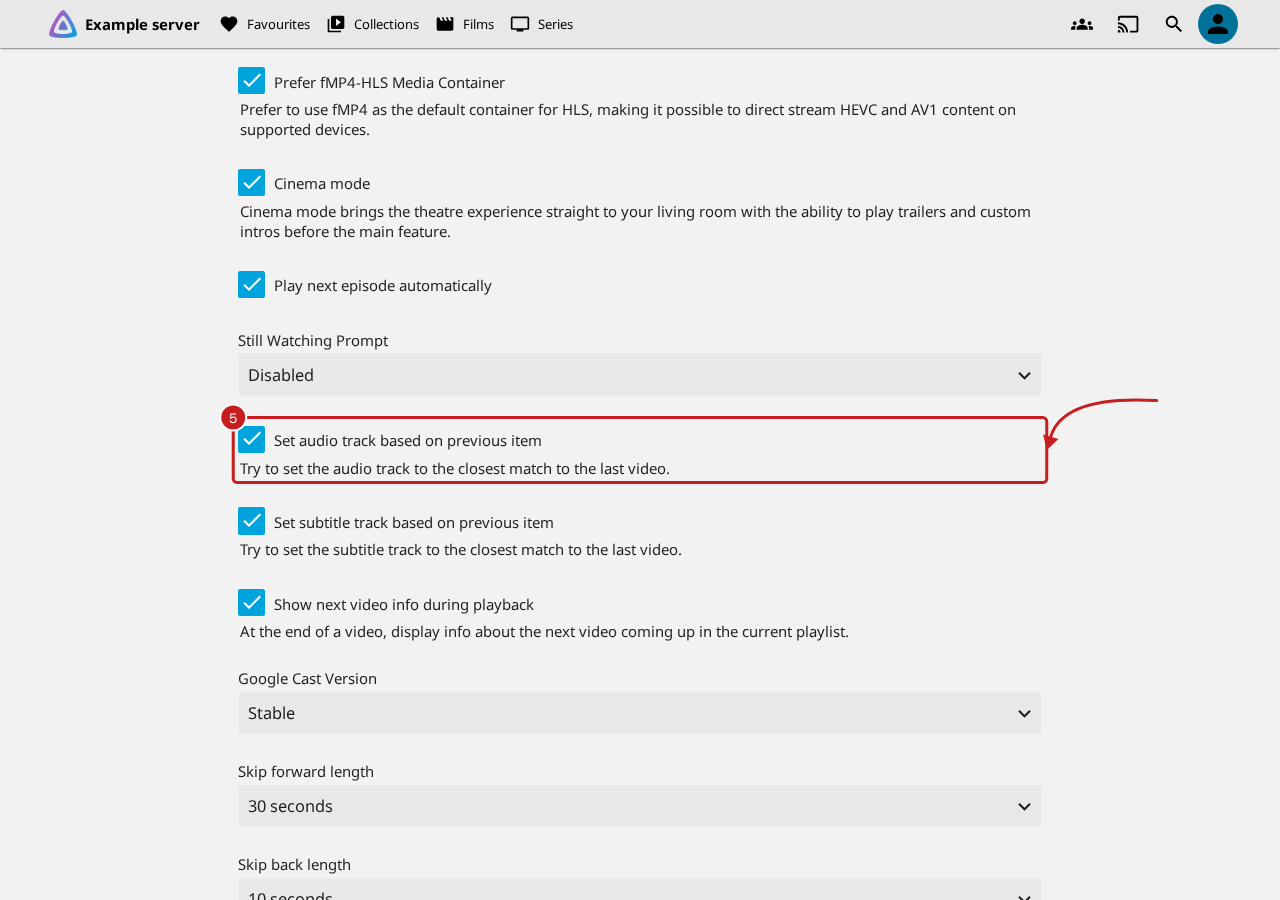 Example server Favourites Collections Films Series
Prefer fMP4-HLS Media Container
Prefer to use fMP4 as the default container for HLS, making it possible to direct stream HEVC and AV1 content on
supported devices.
Cinema mode
Cinema mode brings the theatre experience straight to your living room with the ability to play trailers and custom
intros before the main feature.
Play next episode automatically
Still Watching Prompt
Disabled
5
Set audio track based on previous item
Try to set the audio track to the closest match to the last video.
Set subtitle track based on previous item
Try to set the subtitle track to the closest match to the last video.
Show next video info during playback
At the end of a video, display info about the next video coming up in the current playlist.
Google Cast Version
Stable
Skip forward length
30 seconds
Skip back length
10 seconds